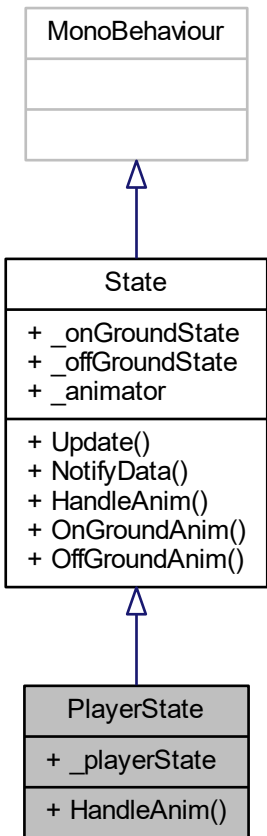 MonoBehaviour
State
+ _onGroundState
+ _offGroundState
+ _animator
+ Update()
+ NotifyData()
+ HandleAnim()
+ OnGroundAnim()
+ OffGroundAnim()
PlayerState
+ _playerState
+ HandleAnim()